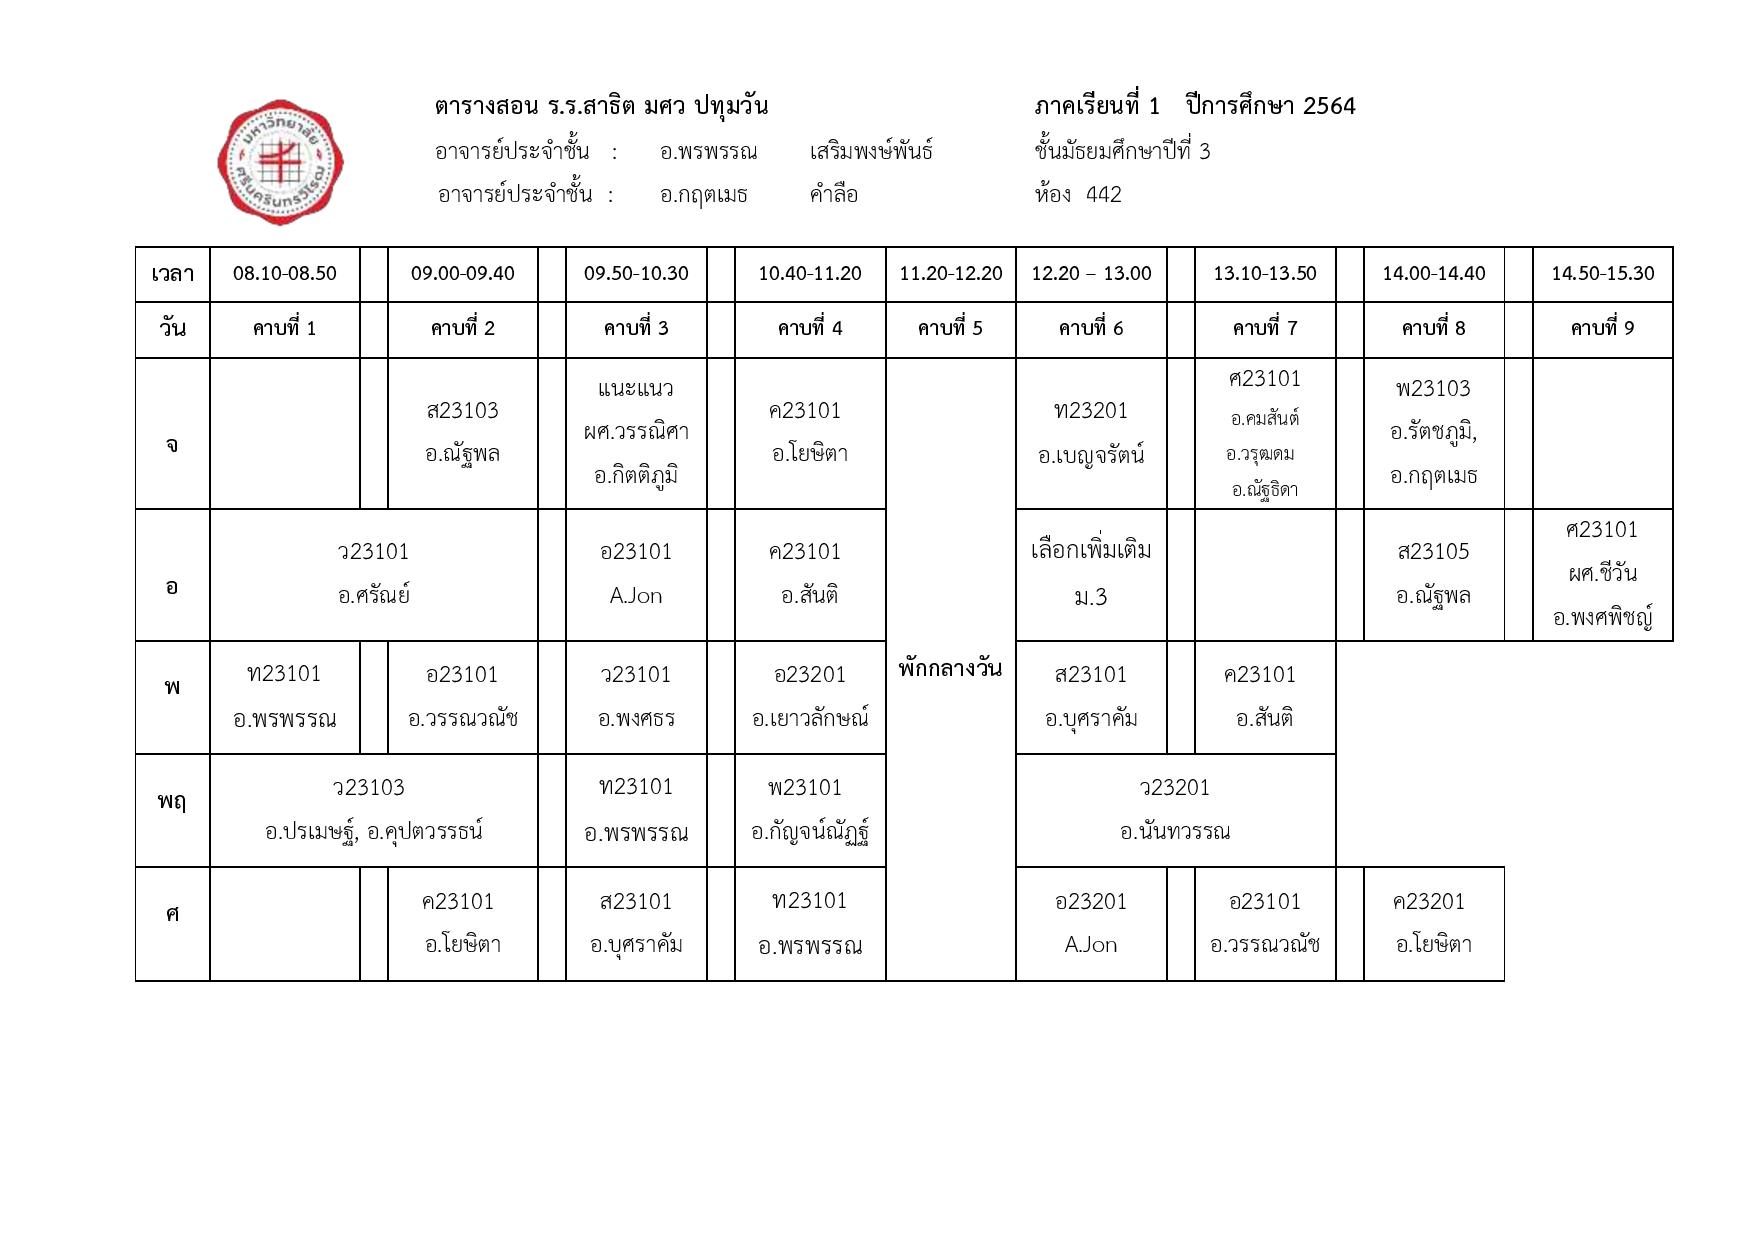 มหาวิทยาลัย
ศรีนครินทรวิโรฒ
ตารางสอน ร.ร.สาธิต มศว ปทุมวัน ภาคเรียนที่ 1 ปีการศึกษา 2564
อาจารย์ประจำชั้น : อ.พรพรรณ เสริมพงษ์พันธ์ ชั้นมัธยมศึกษาปีที่ 3
อาจารย์ประจำชั้น : อ.กฤตเมธ คำลือ ห้อง 442
เวลา 08.10-08.50 09.00-09.40 09.50-10.30 10.40-11.20 11.20-12.20 12.20 – 13.00 13.10-13.50 14.00-14.40 14.50-15.30
วัน คาบที่ 1 คาบที่ 2 คาบที่ 3 คาบที่ 4 คาบที่ 5 คาบที่ 6 คาบที่ 7 คาบที่ 8 คาบที่ 9
จ
ส23103
อ.ณัฐพล
แนะแนว
ผศ.วรรณิศา
อ.กิตติภูมิ
ค23101
อ.โยษิตา
ท23201
อ.เบญจรัตน์
ศ23101
อ.คมสันต์
อ.วรุฒดม
อ.ณัฐธิดา
พ23103
อ.รัตชภูมิ,
อ.กฤตเมธ
อ
ว23101
อ.ศรัณย์
อ23101
A.Jon
ค23101
อ.สันติ
เลือกเพิ่มเติม
ม.3
ส23105
อ.ณัฐพล
ศ23101
ผศ.ชีวัน
อ.พงศพิชญ์
พ
ท23101
อ.พรพรรณ
อ23101
อ.วรรณวณัช
ว23101
อ.พงศธร
อ23201
อ.เยาวลักษณ์
พักกลางวัน
ส23101
อ.บุศราคัม
ค23101
อ.สันติ
พฤ
ว23103
อ.ปรเมษฐ์, อ.คุปตวรรธน์
ท23101
อ.พรพรรณ
พ23101
อ.กัญจน์ณัฏฐ์
ว23201
อ.นันทวรรณ
ศ
ค23101
อ.โยษิตา
ส23101
อ.บุศราคัม
ท23101
อ.พรพรรณ
อ23201
A.Jon
อ23101
อ.วรรณวณัช
ค23201
อ.โยษิตา